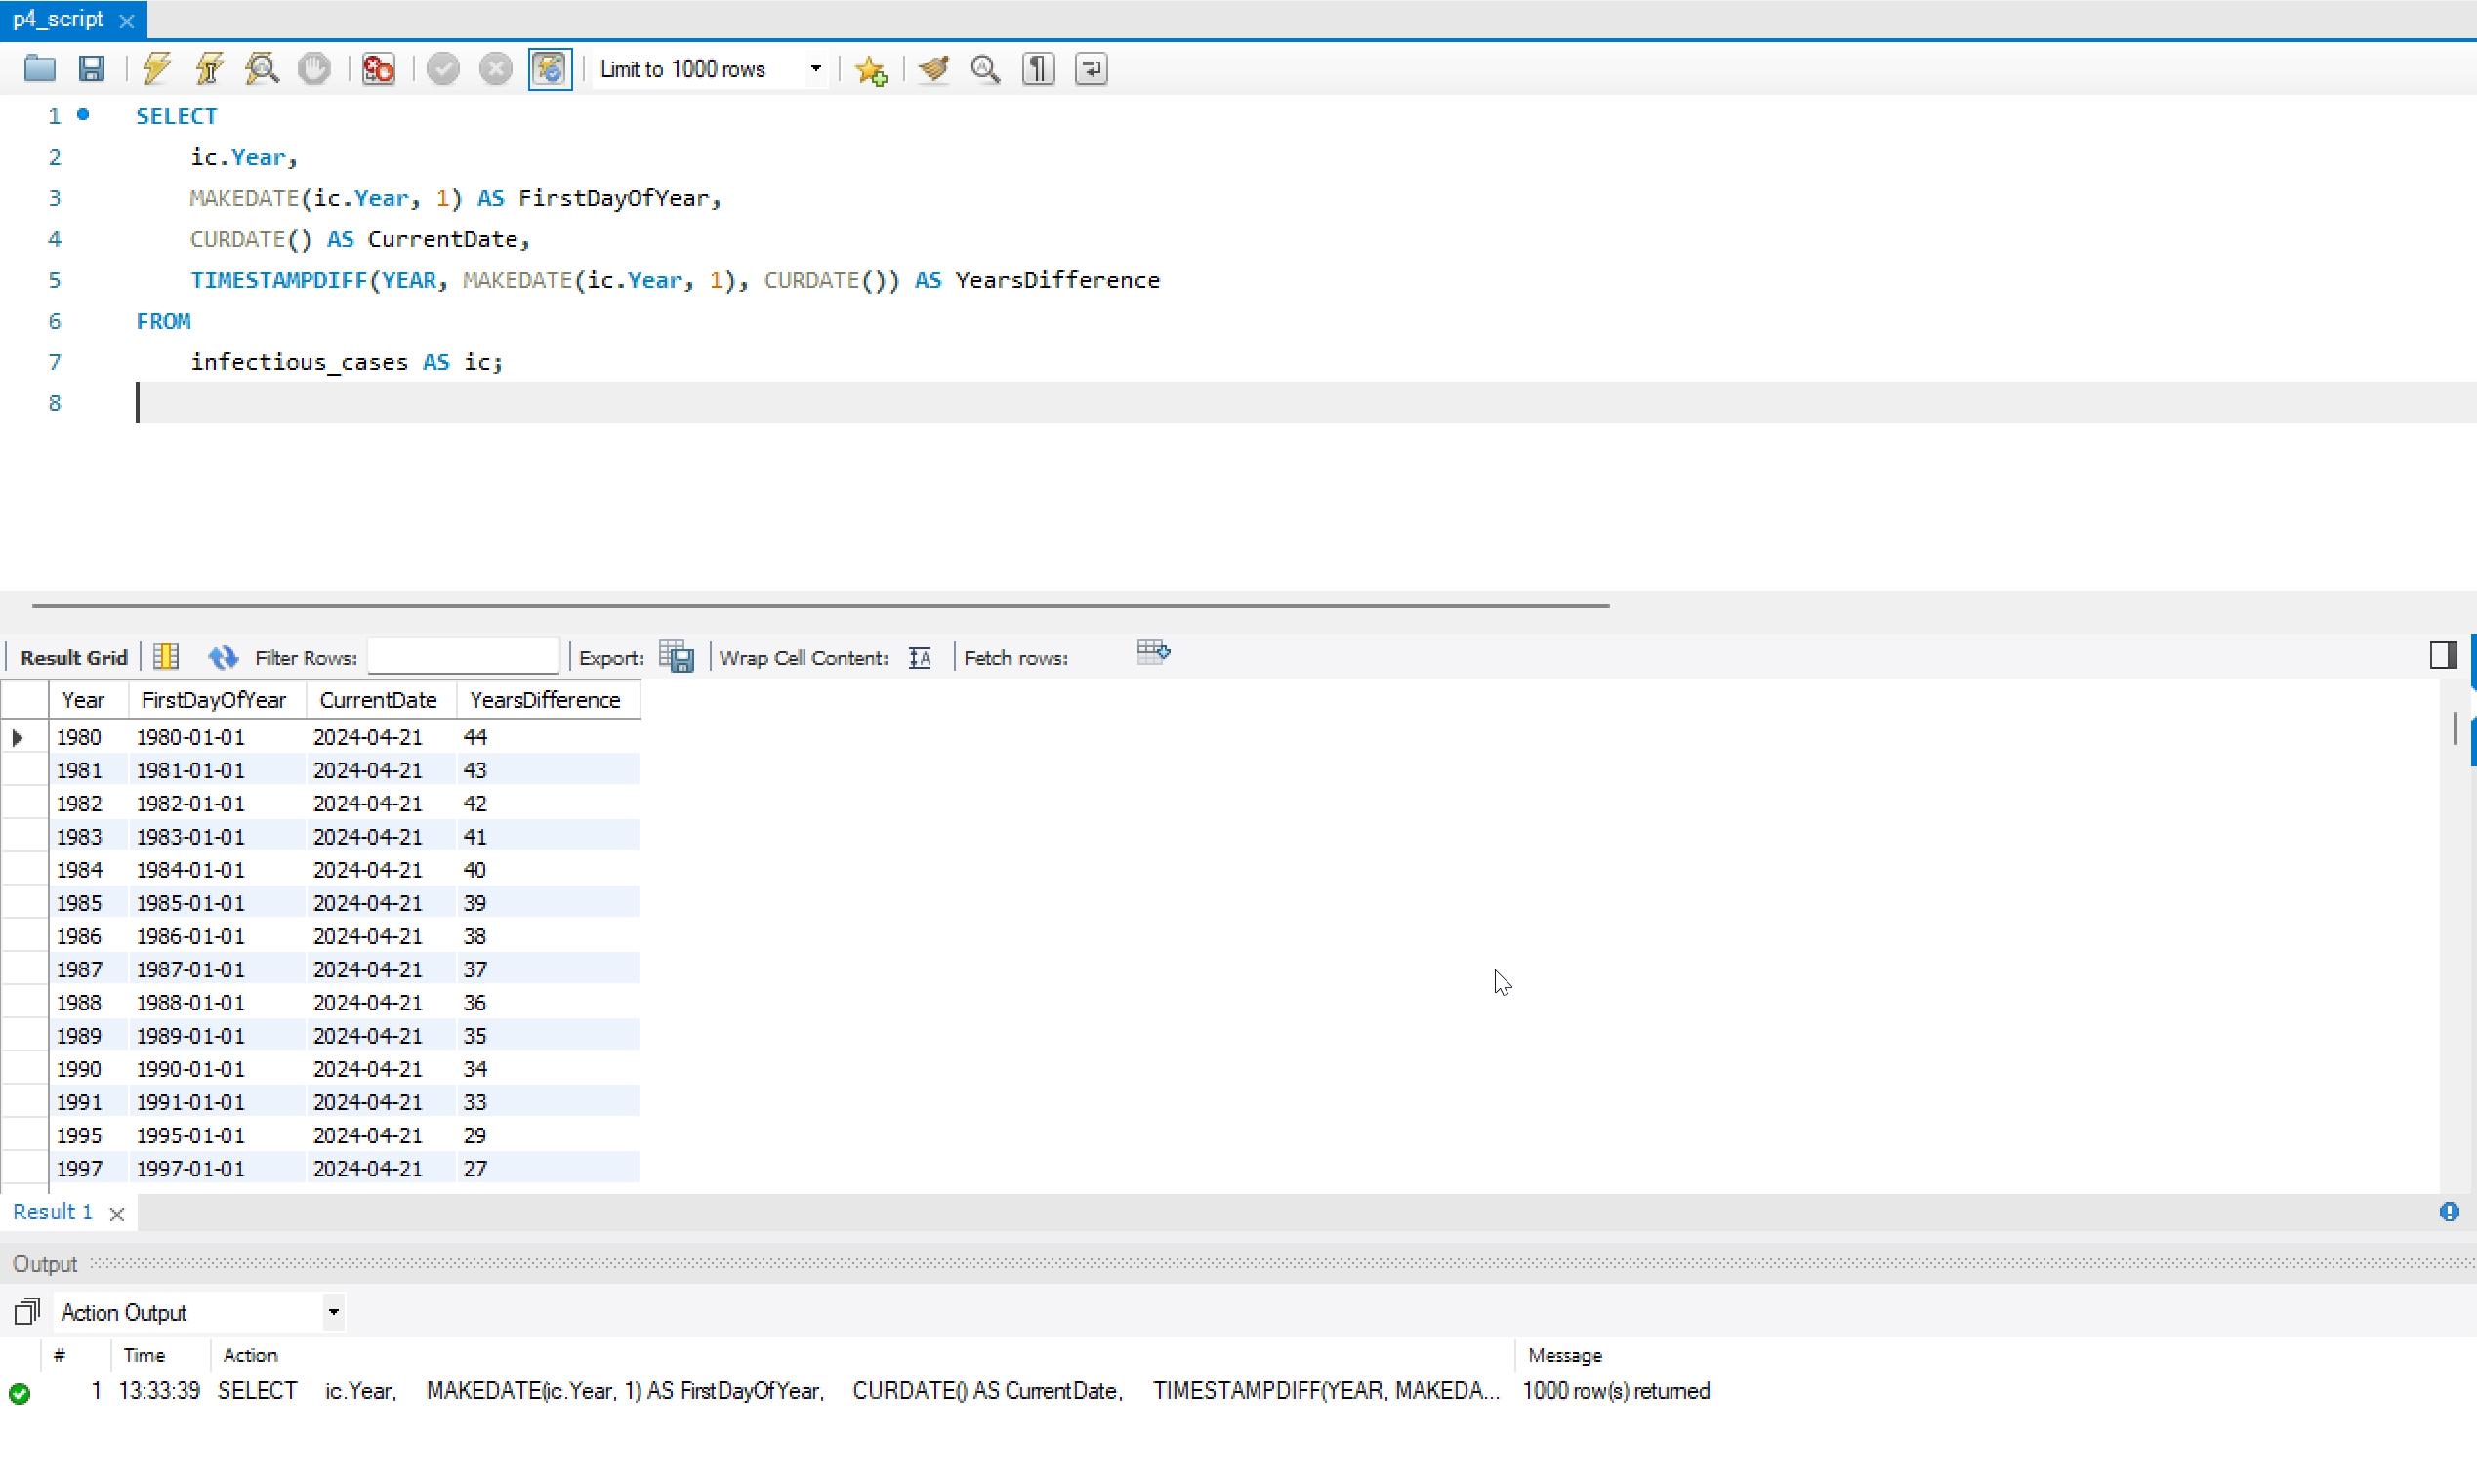 p4_script
Limit to 1000 rows
1 SELECT
2 ic.Year,
3 MAKEDATE(ic.Year, 1) AS FirstDayOfYear,
4 CURDATE() AS CurrentDate,
5 TIMESTAMPDIFF(YEAR, MAKEDATE(ic.Year, 1), CURDATE()) AS YearsDifference
6 FROM
7 infectious_cases AS ic;
8
Result Grid Filter Rows: Export: Wrap Cell Content: Fetch rows:
Year FirstDayOfYear CurrentDate YearsDifference
1980 1980-01-01 2024-04-21 44
1981 1981-01-01 2024-04-21 43
1982 1982-01-01 2024-04-21 42
1983 1983-01-01 2024-04-21 41
1984 1984-01-01 2024-04-21 40
1985 1985-01-01 2024-04-21 39
1986 1986-01-01 2024-04-21 38
1987 1987-01-01 2024-04-21 37
1988 1988-01-01 2024-04-21 36
1989 1989-01-01 2024-04-21 35
1990 1990-01-01 2024-04-21 34
1991 1991-01-01 2024-04-21 33
1995 1995-01-01 2024-04-21 29
1997 1997-01-01 2024-04-21 27
Result 1
Output
Action Output
# Time Action Message
1 13:33:39 SELECT ic.Year, MAKEDATE(ic.Year, 1) AS FirstDayOfYear, CURDATE() AS CurrentDate, TIMESTAMPDIFF(YEAR, MAKEDA... 1000 row(s) returned